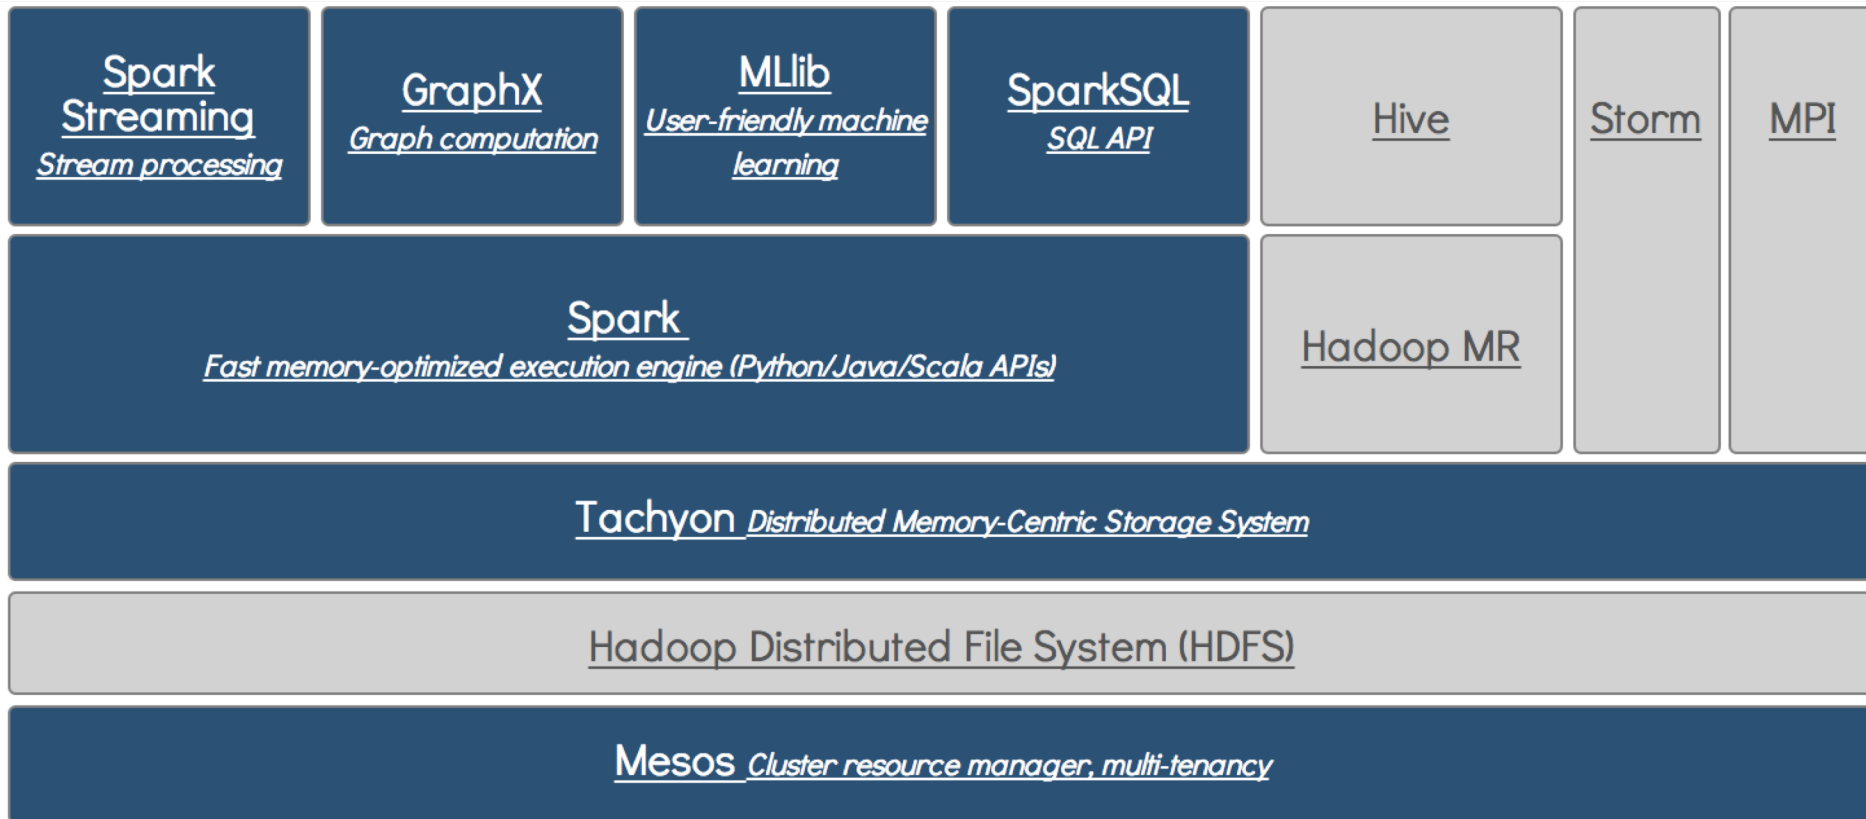 Spark
Streaming
Stream processing
GraphX
Graph computation
MLlib
User-friendly machine
learning
SparkSQL
SQL API
Hive
Storm
MPI
Spark
Fast memory-optimized execution engine (Python/Java/Scala APIs)
Hadoop MR
Tachyon Distributed Memory-Centric Storage System
Hadoop Distributed File System (HDFS)
Mesos Cluster resource manager, multi-tenancy